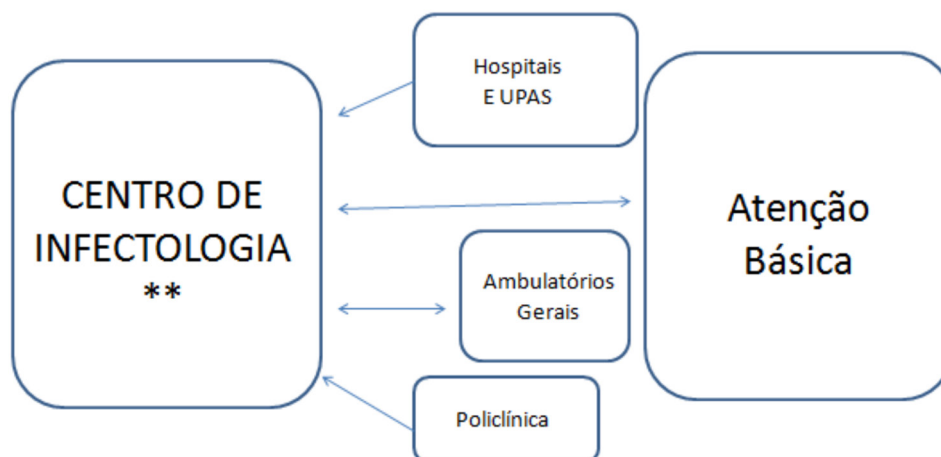 Hospitais
E UPAS
CENTRO DE
INFECTOLOGIA
**
Atenção
Básica
Ambulatórios
Gerais
Policlínica